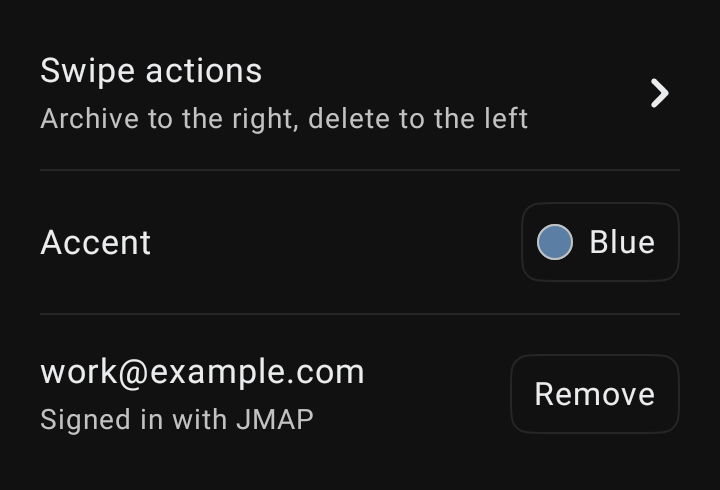 Swipe actions
Archive to the right, delete to the left
Accent
Blue
work@example.com
Signed in with JMAP
Remove